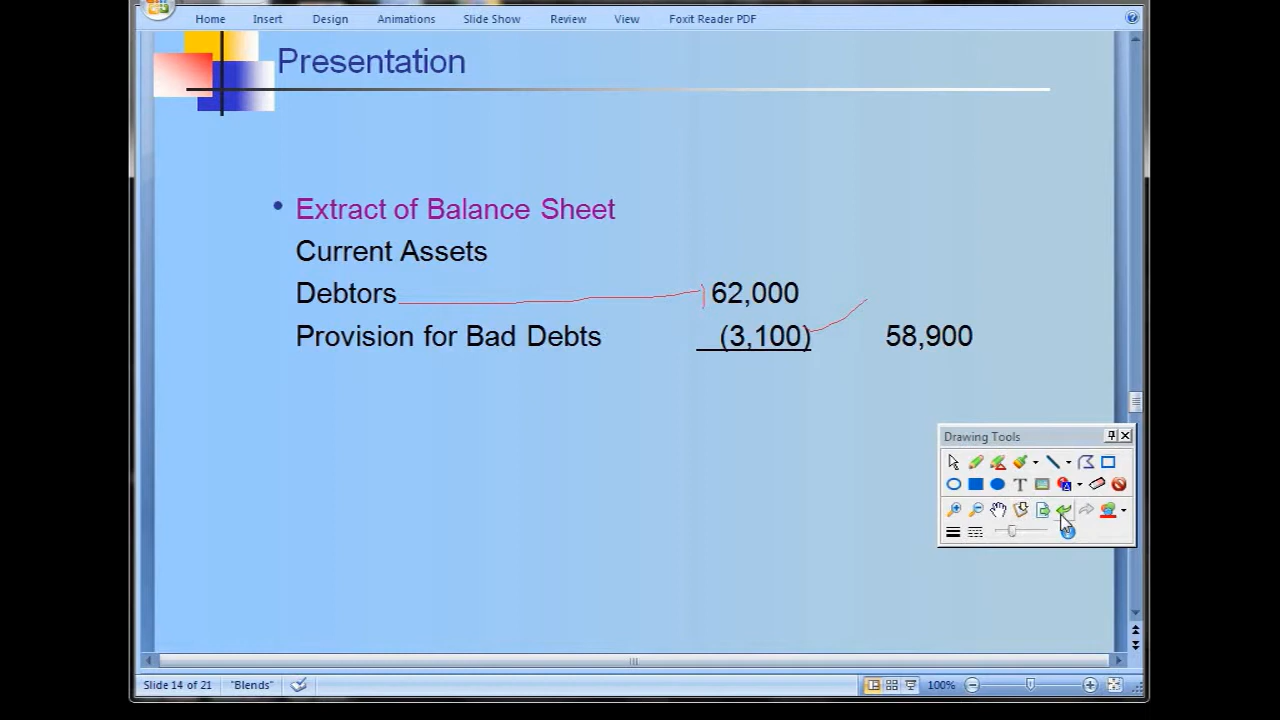 Home Insert Design Animations Slide Show Review View Foxit Reader PDF
Presentation
• Extract of Balance Sheet
Current Assets
Debtors 62,000
Provision for Bad Debts (3,100) 58,900
Drawing Tools
T
Slide 14 of 21 "Blends" 100%